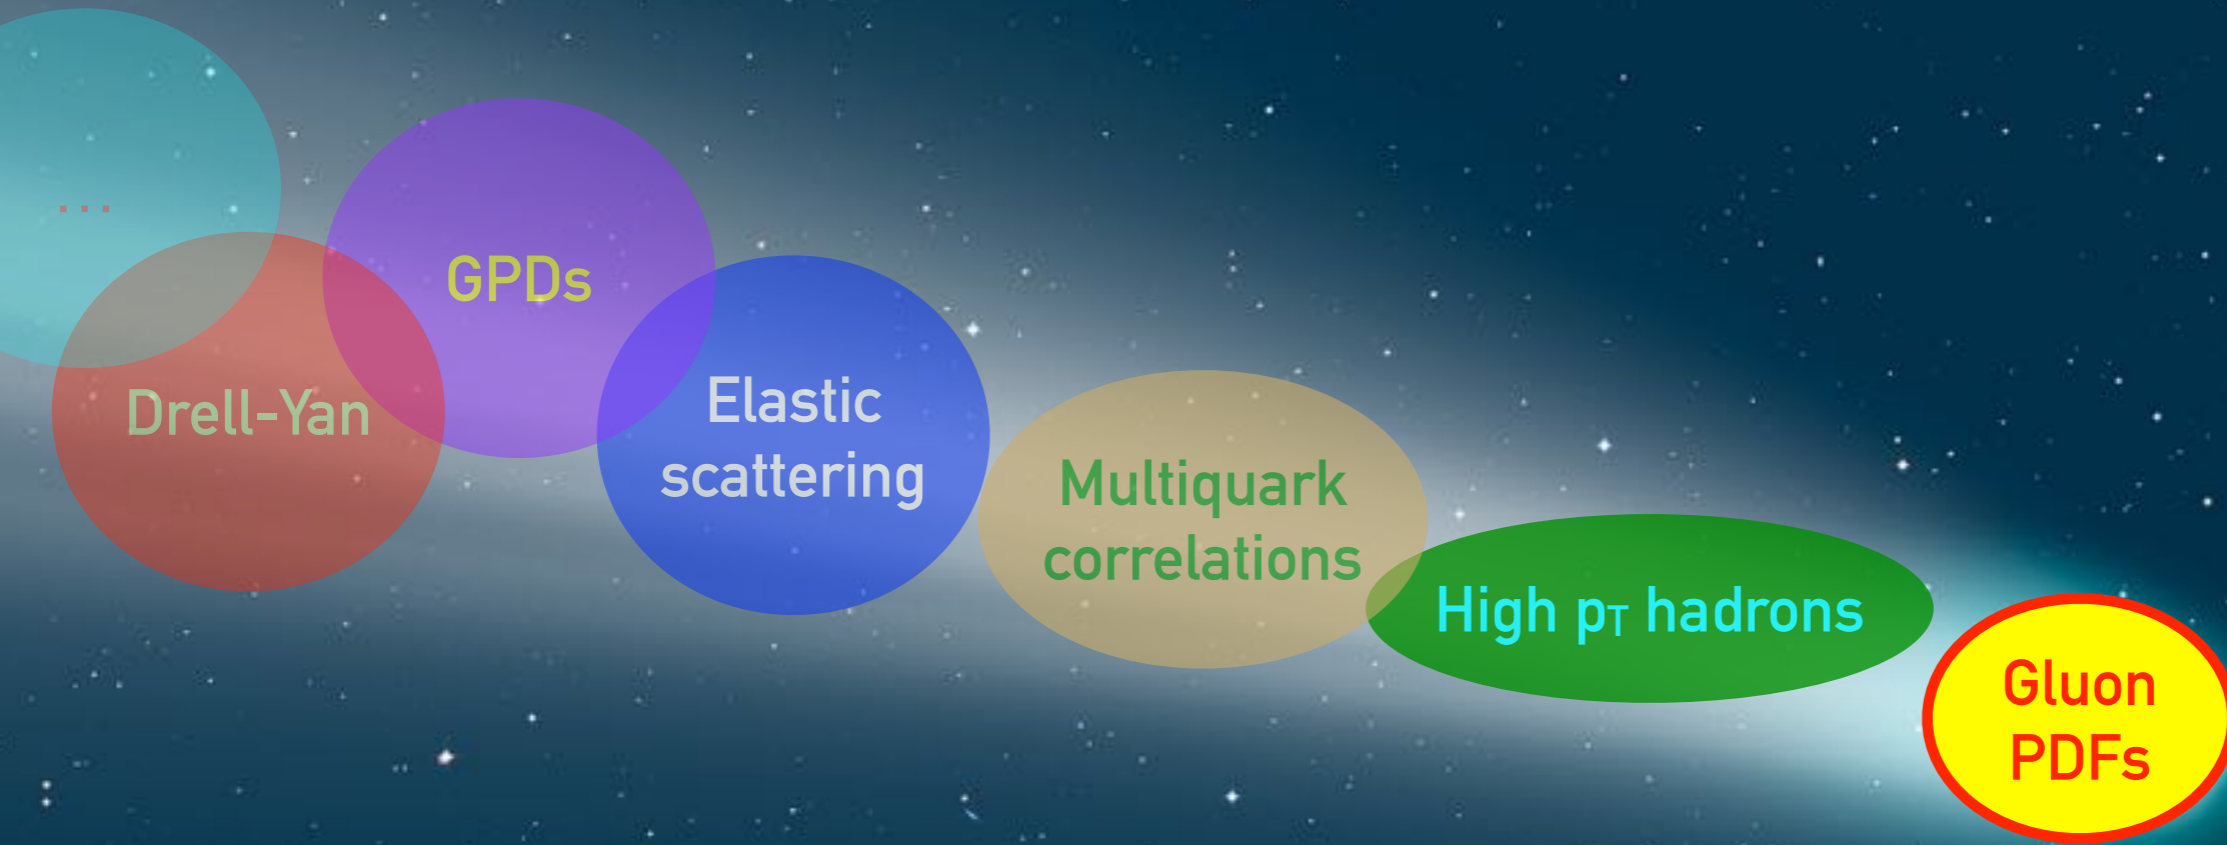 ...
GPDs
Drell-Yan
Elastic
scattering
Multiquark
correlations
High pT hadrons
Gluon
PDFs